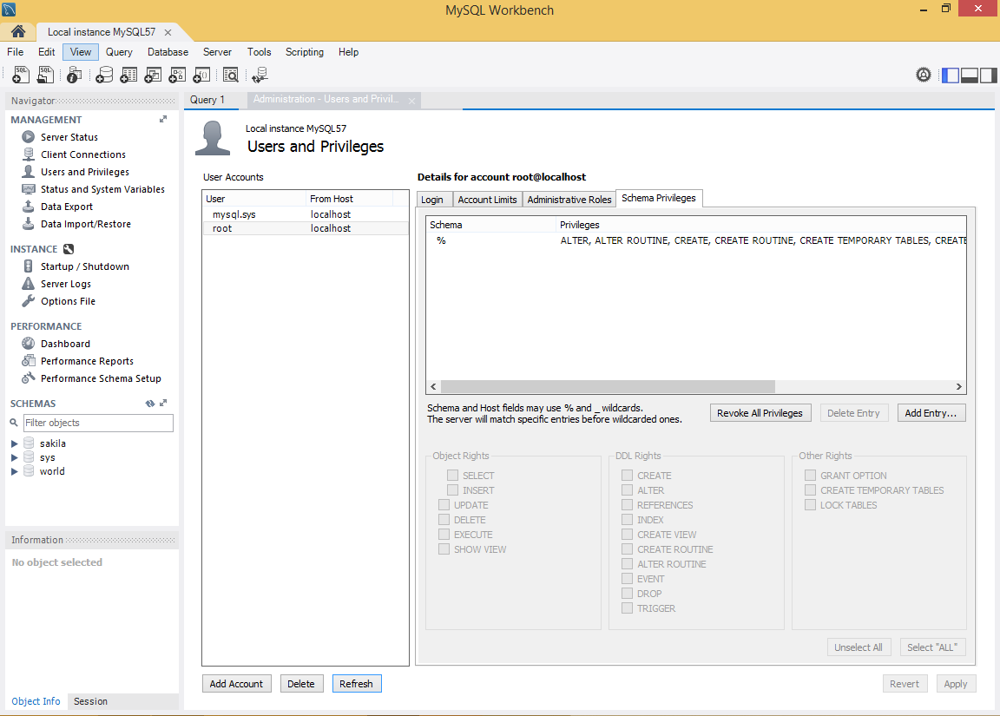 MySQL Workbench
Local instance MySQL57
File Edit View Query Database Server Tools Scripting Help
SQL SQL
Navigator
MANAGEMENT
Server Status
Client Connections
Users and Privileges
Status and System Variables
Data Export
Data Import/Restore
INSTANCE
Startup / Shutdown
Server Logs
Options File
PERFORMANCE
Dashboard
Performance Reports
Performance Schema Setup
SCHEMAS
Filter objects
sakila
sys
world
Information
No object selected
Object Info Session
Query 1 Administration - Users and Privil...
Local instance MySQL57
Users and Privileges
User Accounts
User From Host
mysql.sys localhost
root localhost
Add Account Delete Refresh
Details for account root@localhost
Login Account Limits Administrative Roles Schema Privileges
Schema Privileges
% ALTER, ALTER ROUTINE, CREATE, CREATE ROUTINE, CREATE TEMPORARY TABLES, CREATE
Schema and Host fields may use % and _ wildcards.
The server will match specific entries before wildcarded ones.
Revoke All Privileges Delete Entry Add Entry...
Object Rights
SELECT
INSERT
UPDATE
DELETE
EXECUTE
SHOW VIEW
DDL Rights
CREATE
ALTER
REFERENCES
INDEX
CREATE VIEW
CREATE ROUTINE
ALTER ROUTINE
EVENT
DROP
TRIGGER
Other Rights
GRANT OPTION
CREATE TEMPORARY TABLES
LOCK TABLES
Unselect All Select "ALL"
Revert Apply